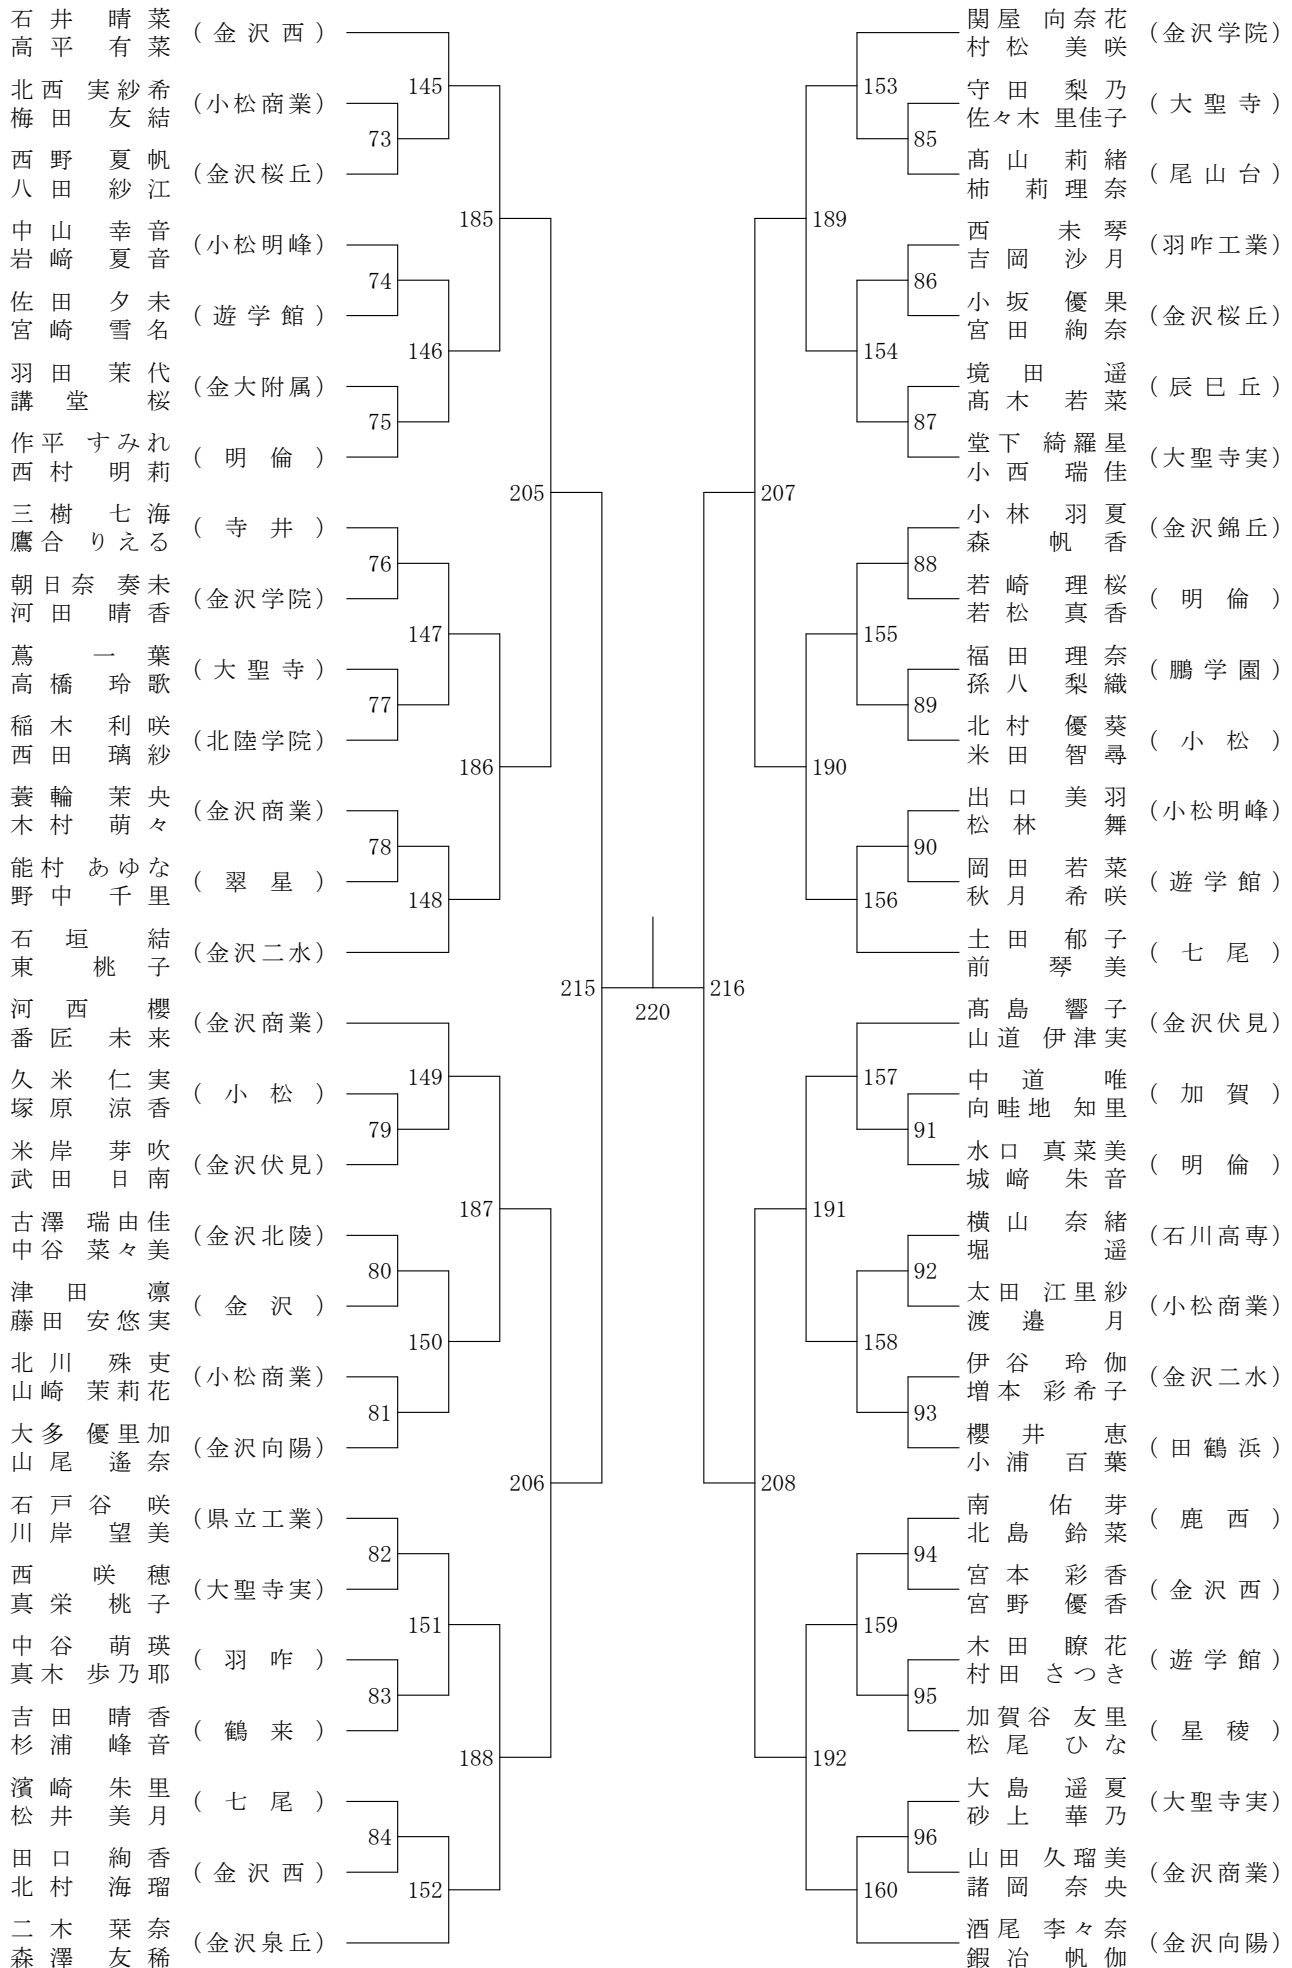 石井 晴菜
高平 有菜
(金沢西)
北西 実紗希
梅田 友結
(小松商業)
西野 夏帆
八田 紗江
(金沢桜丘)
中山 幸音
岩﨑 夏音
(小松明峰)
佐田 夕未
宮崎 雪名
(遊学館)
羽田 茉代
講堂 桜
(金大附属)
作平 すみれ
西村 明莉
(明倫)
三樹 七海
鷹合 りえる
(寺井)
朝日奈 奏未
河田 晴香
(金沢学院)
蔦 一葉
高橋 玲歌
(大聖寺)
稲木 利咲
西田 璃紗
(北陸学院)
蓑輪 茉央
木村 萌々
(金沢商業)
能村 あゆな
野中 千里
(翠星)
石垣 結
東 桃子
(金沢二水)
河西 櫻
番匠 未来
(金沢商業)
久米 仁実
塚原 涼香
(小松)
米岸 芽吹
武田 日南
(金沢伏見)
古澤 瑞由佳
中谷 菜々美
(金沢北陵)
津田 凛
藤田 安悠実
(金沢)
北川 殊吏
山崎 茉莉花
(小松商業)
大多 優里加
山尾 遙奈
(金沢向陽)
石戸谷 咲
川岸 望美
(県立工業)
西 咲穂
真栄 桃子
(大聖寺実)
中谷 萌瑛
真木 歩乃耶
(羽咋)
吉田 晴香
杉浦 峰音
(鶴来)
濱崎 朱里
松井 美月
(七尾)
田口 絢香
北村 海瑠
(金沢西)
二木 栞奈
森澤 友稀
(金沢泉丘)
145
73
185
74
146
75
205
76
147
77
186
78
148
215
149
79
187
80
150
81
206
82
151
83
188
84
152
220
216
153
85
189
86
154
87
207
88
155
89
190
90
156
157
91
191
92
158
93
208
94
159
95
192
96
160
関屋 向奈花
村松 美咲
(金沢学院)
守田 梨乃
佐々木 里佳子
(大聖寺)
髙山 莉緒
柿 莉理奈
(尾山台)
西 未琴
吉岡 沙月
(羽咋工業)
小坂 優果
宮田 絢奈
(金沢桜丘)
境田 遥
髙木 若菜
(辰巳丘)
堂下 綺羅星
小西 瑞佳
(大聖寺実)
小林 羽夏
森 帆香
(金沢錦丘)
若崎 理桜
若松 真香
(明倫)
福田 理奈
孫八 梨織
(鵬学園)
北村 優葵
米田 智尋
(小松)
出口 美羽
松林 舞
(小松明峰)
岡田 若菜
秋月 希咲
(遊学館)
土田 郁子
前 琴美
(七尾)
髙島 響子
山道 伊津実
(金沢伏見)
中道 唯
向畦地 知里
(加賀)
水口 真菜美
城﨑 朱音
(明倫)
横山 奈緒
堀 遥
(石川高専)
太田 江里紗
渡邉 月
(小松商業)
伊谷 玲伽
増本 彩希子
(金沢二水)
櫻井 恵
小浦 百葉
(田鶴浜)
南 佑芽
北島 鈴菜
(鹿西)
宮本 彩香
宮野 優香
(金沢西)
木田 瞭花
村田 さつき
(遊学館)
加賀谷 友里
松尾 ひな
(星稜)
大島 遥夏
砂上 華乃
(大聖寺実)
山田 久瑠美
諸岡 奈央
(金沢商業)
酒尾 李々奈
鍜冶 帆伽
(金沢向陽)